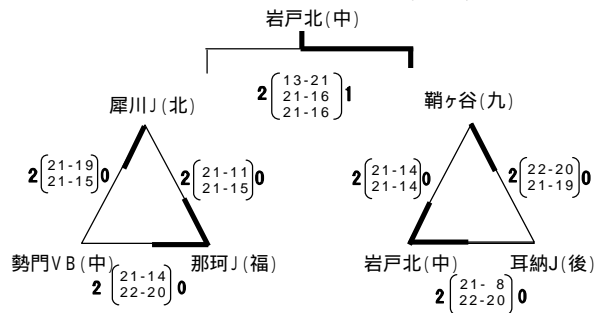 岩戸北(中)
2 13-21 1
21-16
21-16
犀川J(北)
鞘ヶ谷(九)
2 21-19 0
21-15
2 21-11 0
21-15
2 21-14 0
21-14
2 22-20 0
21-19
勢門VB(中)
那珂J(福)
岩戸北(中)
耳納J(後)
2 21-14 0
22-20
2 21- 8 0
22-20